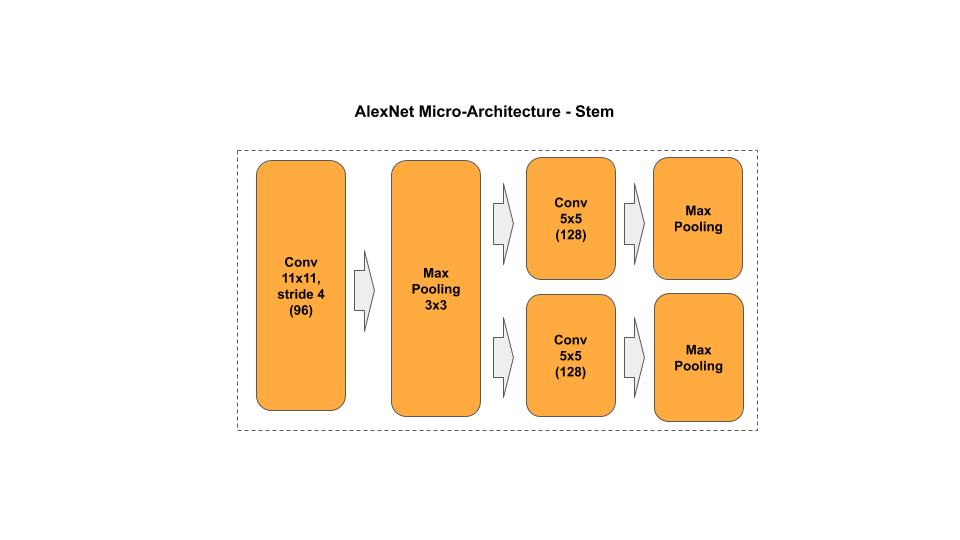 AlexNet Micro-Architecture - Stem
Conv
11x11,
stride 4
(96)
Max
Pooling
3x3
Conv
5x5
(128)
Max
Pooling
Conv
5x5
(128)
Max
Pooling